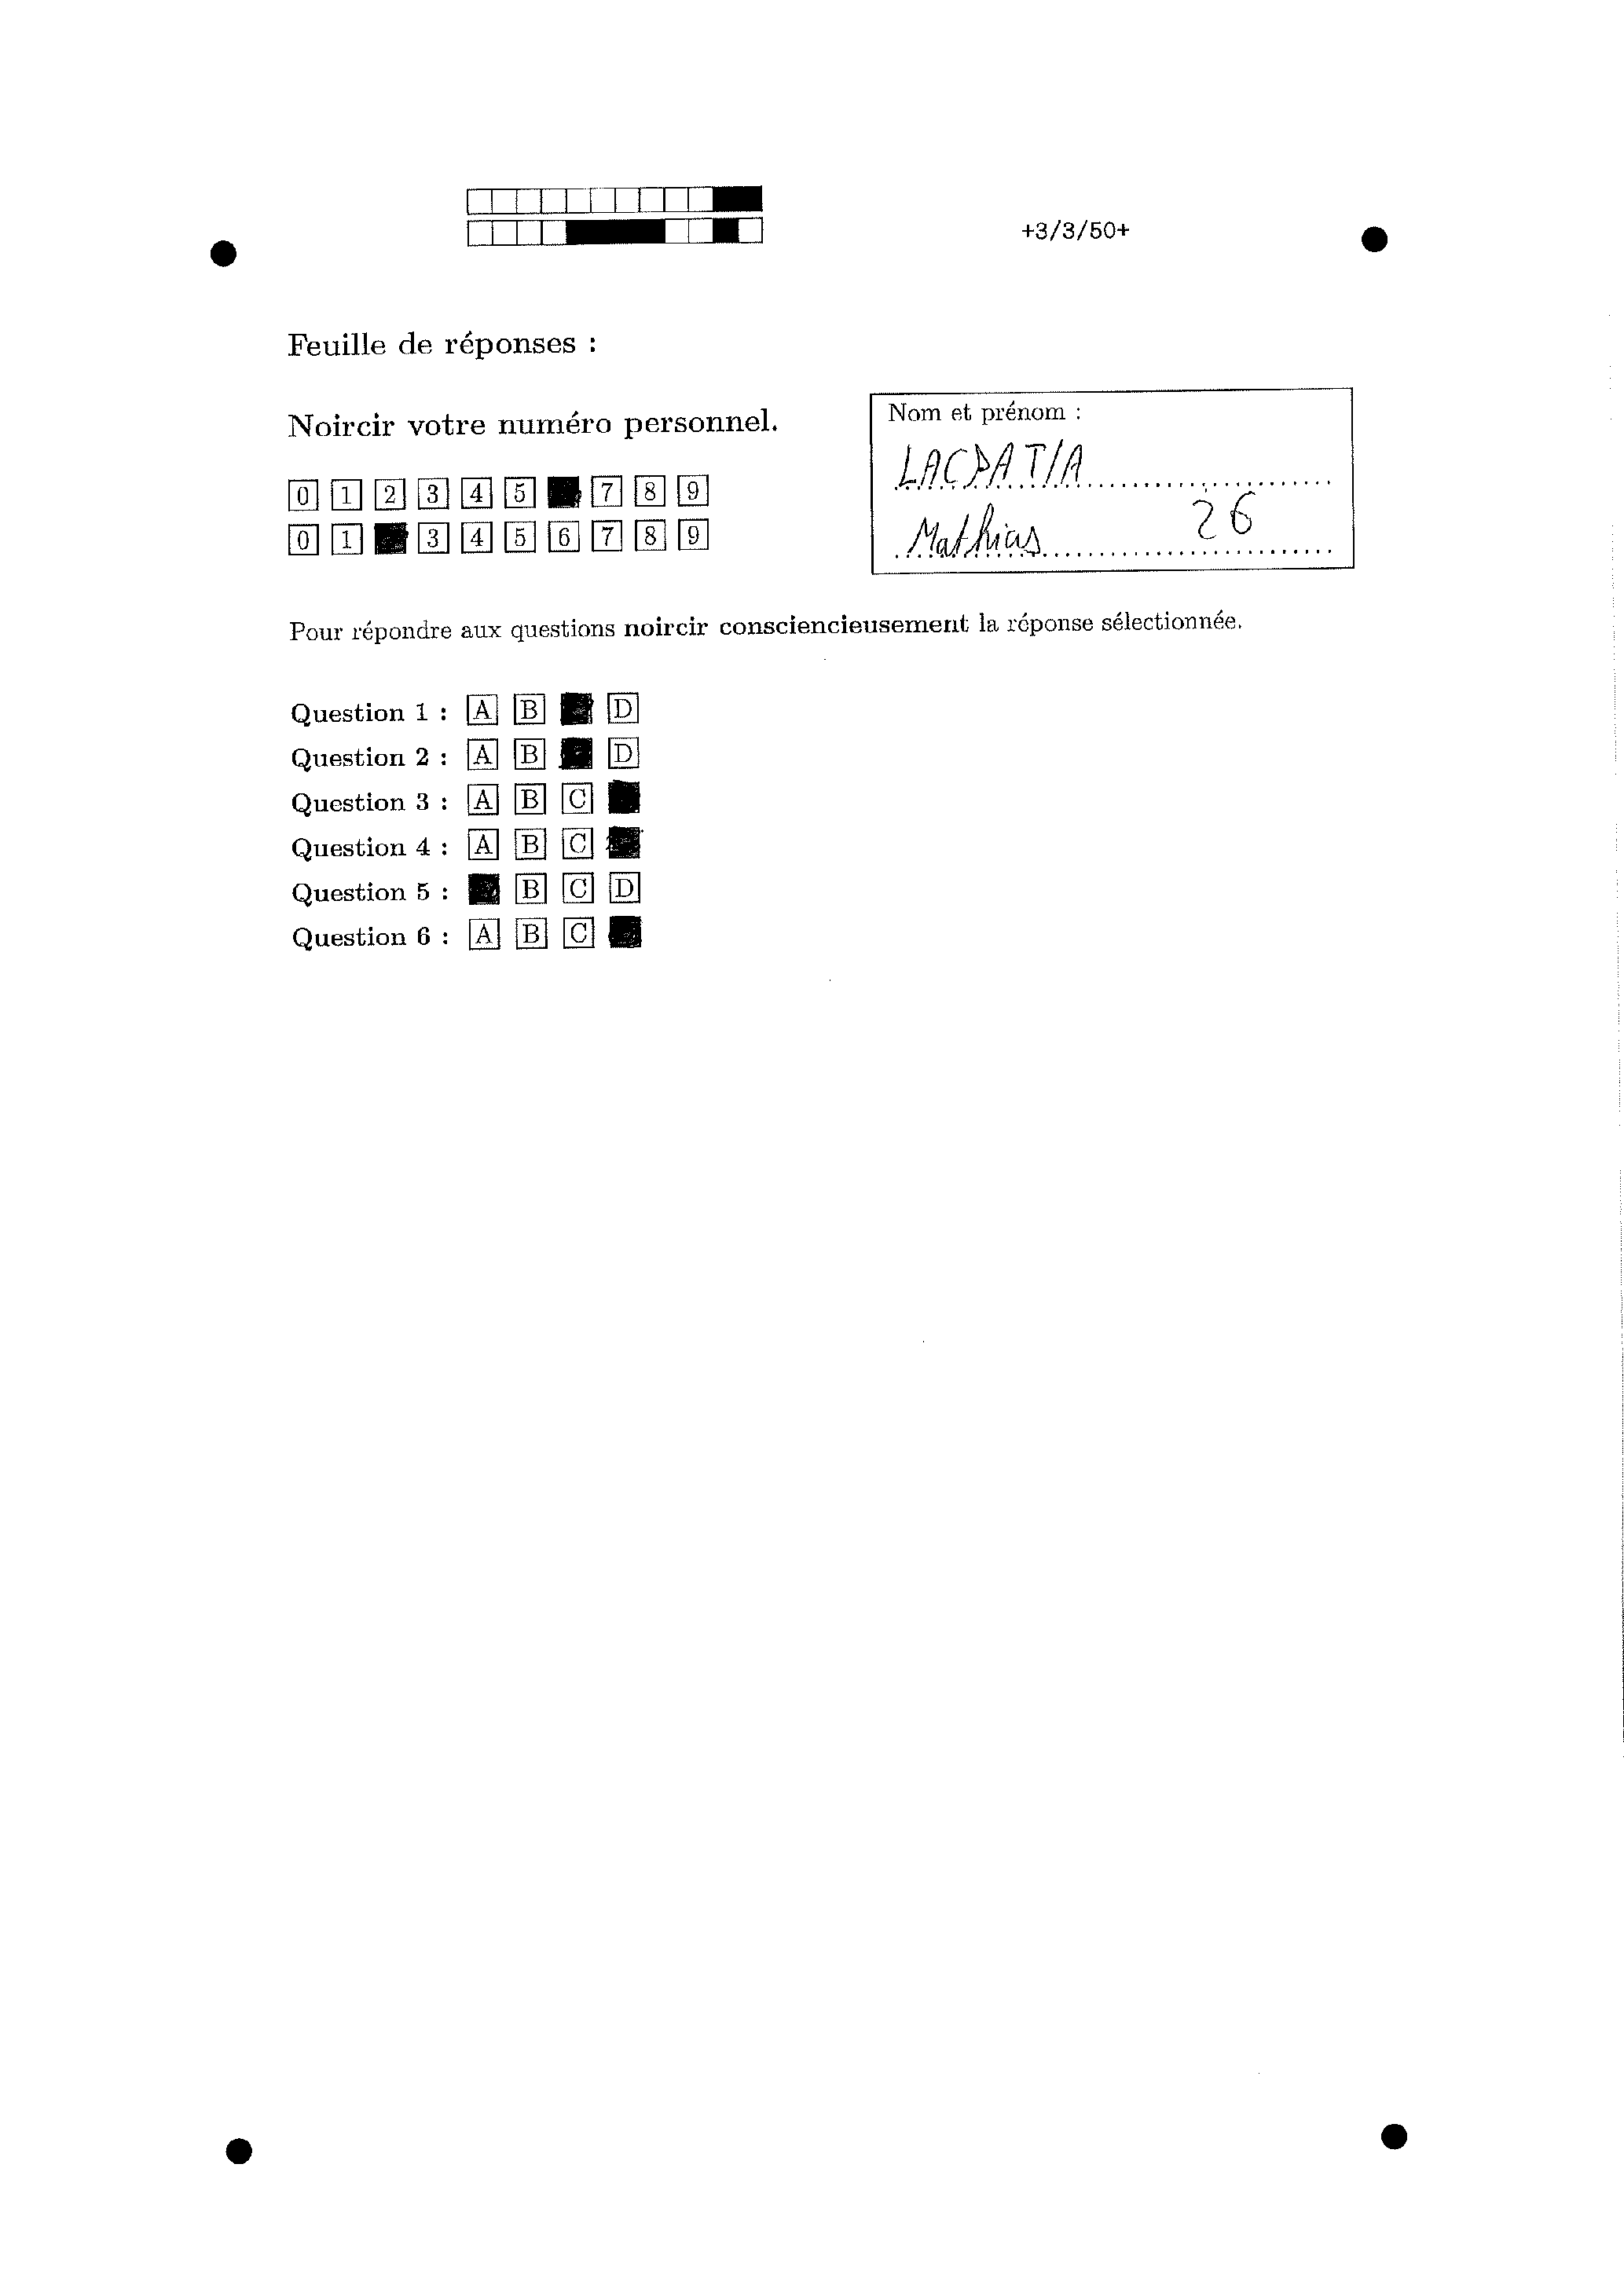 +3/3/50+
Feuille de réponses :
Noircir votre numéro personnel.
Nom et prénom :
LACPATIA
Mathias 26
0 1 2 3 4 5 7 8 9
0 1 3 4 5 6 7 8 9
Pour répondre aux questions noircir consciencieusement la réponse sélectionnée.
Question 1 : A B D
Question 2 : A B D
Question 3 : A B C
Question 4 : A B C
Question 5 : B C D
Question 6 : A B C